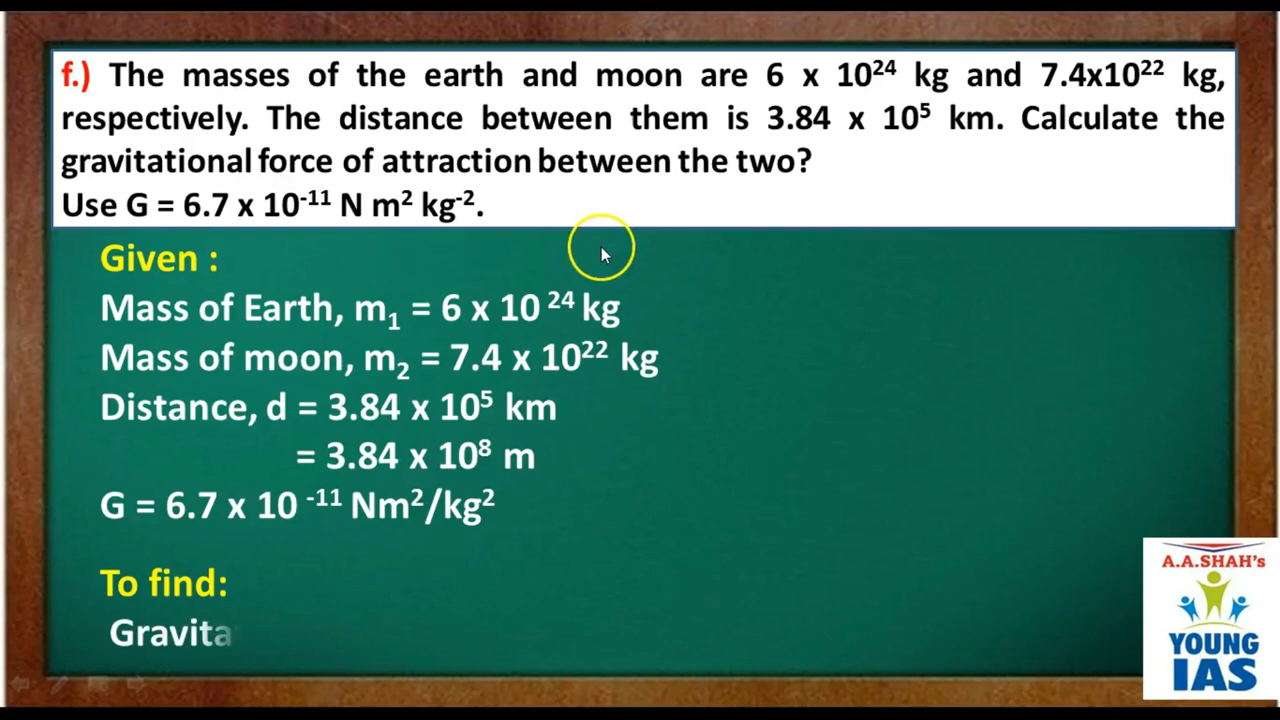 f.) The masses of the earth and moon are 6 x 10²⁴ kg and 7.4x10²² kg,
respectively. The distance between them is 3.84 x 10⁵ km. Calculate the
gravitational force of attraction between the two?
Use G = 6.7 x 10⁻¹¹ N m² kg⁻².
Given :
Mass of Earth, m₁ = 6 x 10 ²⁴ kg
Mass of moon, m₂ = 7.4 x 10²² kg
Distance, d = 3.84 x 10⁵ km
= 3.84 x 10⁸ m
G = 6.7 x 10 ⁻¹¹ Nm²/kg²
To find:
Gravita
A.A.SHAH's
YOUNG
IAS